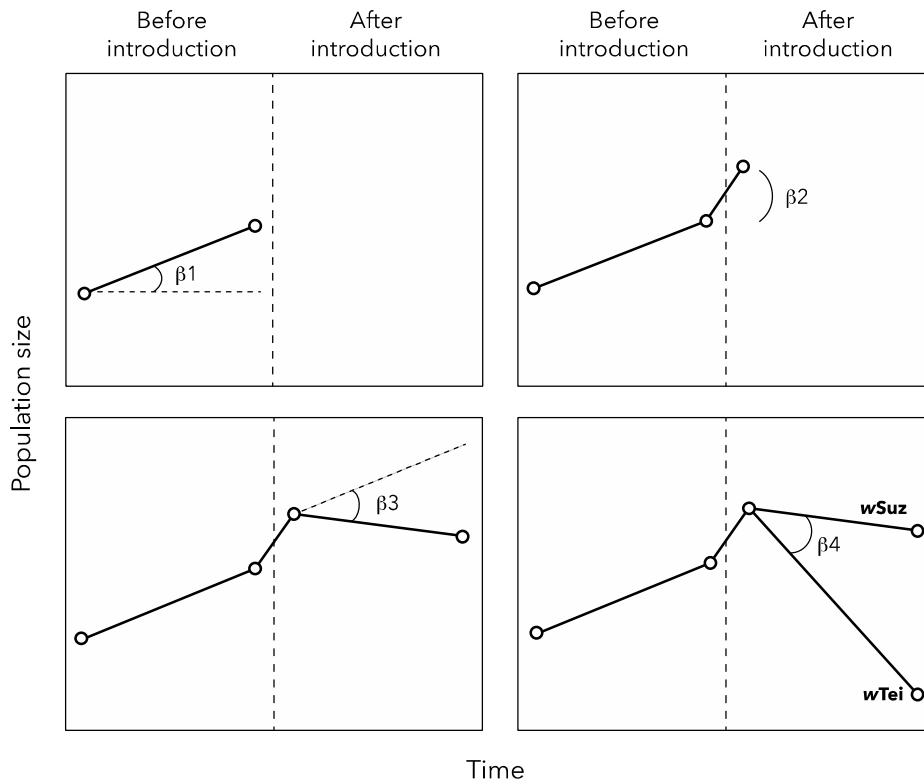 Before
introduction
After
introduction
Before
introduction
After
introduction
β1
β2
Population size
β3
wSuz
β4
wTei
Time